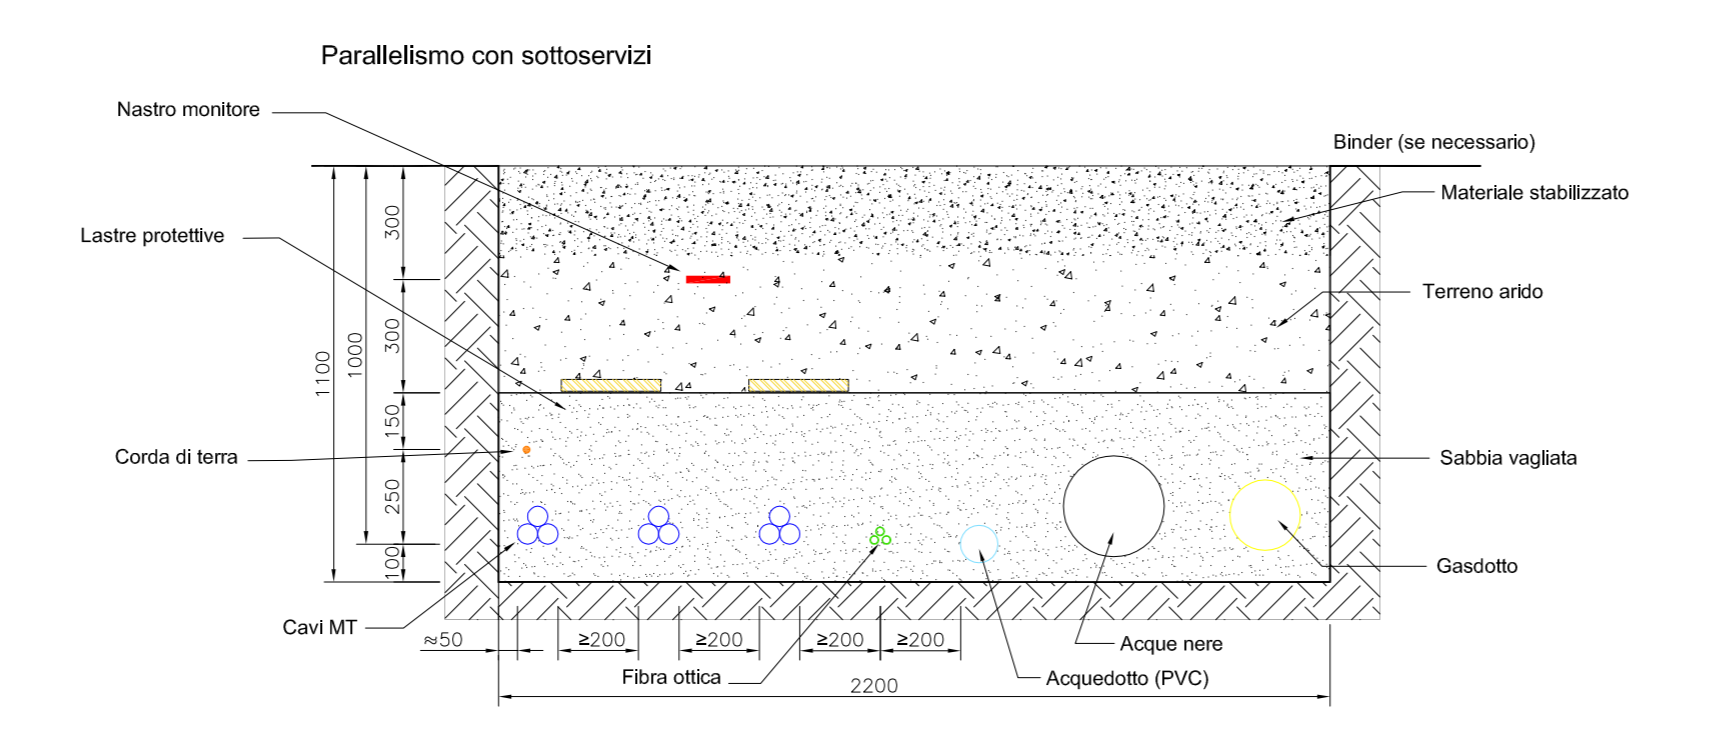 Parallelismo con sottoservizi
Nastro monitore
Binder (se necessario)
Materiale stabilizzato
Lastre protettive
Terreno arido
300
300
1000
1100
150
Corda di terra
Sabbia vagliata
250
100
Gasdotto
Cavi MT
≈50
≥200
≥200
≥200
≥200
Acque nere
Fibra ottica
Acquedotto (PVC)
2200